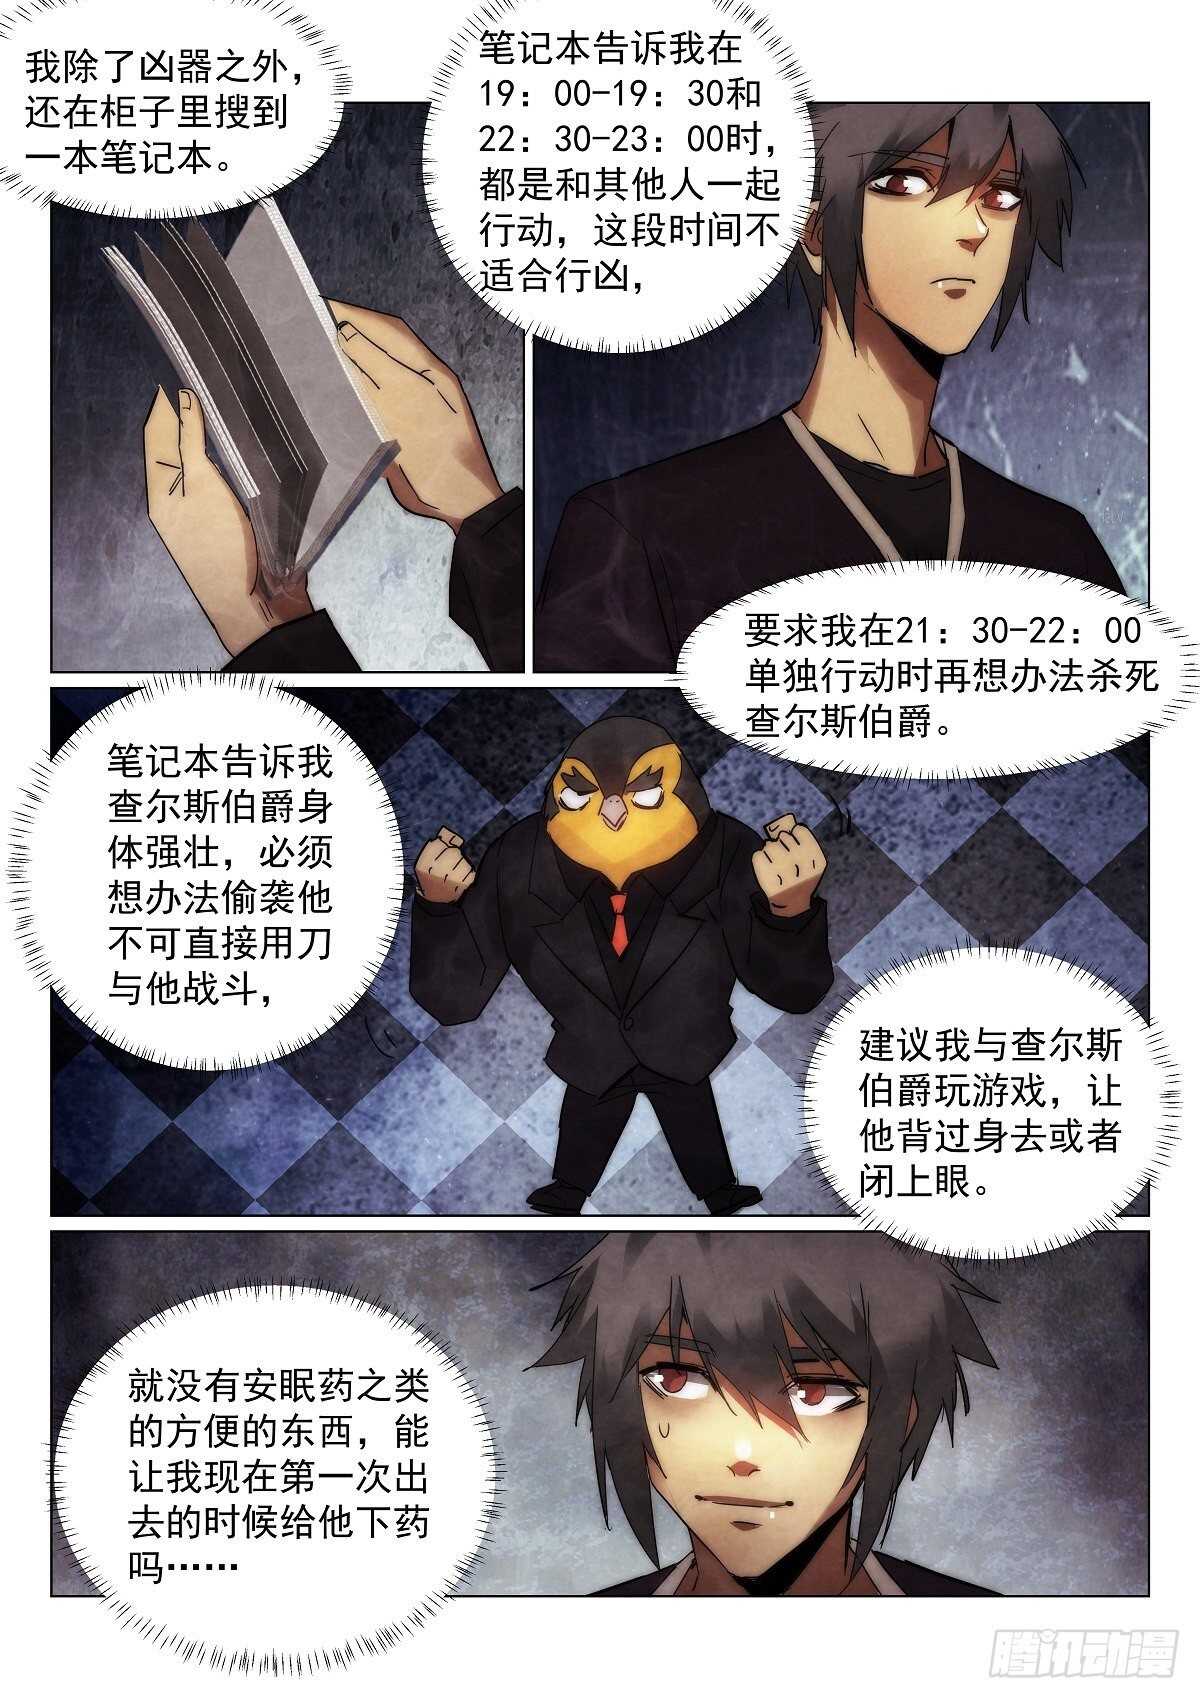 我除了凶器之外，
还在柜子里搜到
一本笔记本。
笔记本告诉我在
19：00-19：30和
22：30-23：00时，
都是和其他人一起
行动，这段时间不
适合行凶，
要求我在21：30-22：00
单独行动时再想办法杀死
查尔斯伯爵。
笔记本告诉我
查尔斯伯爵身
体强壮，必须
想办法偷袭他
不可直接用刀
与他战斗，
建议我与查尔斯
伯爵玩游戏，让
他背过身去或者
闭上眼。
就没有安眠药之类
的方便的东西，能
让我现在第一次出
去的时候给他下药
吗……
腾讯动漫